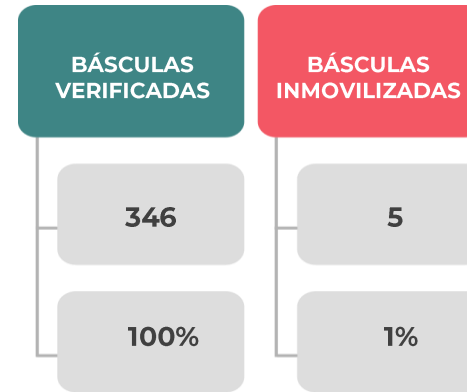 BÁSCULAS
VERIFICADAS
346
100%
BÁSCULAS
INMOVILIZADAS
5
1%